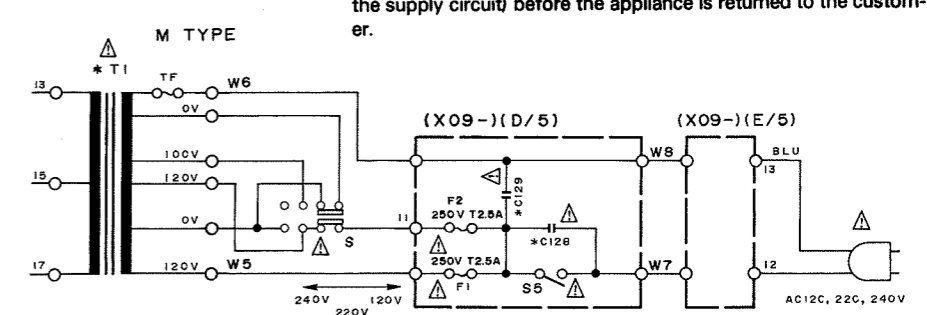 the supply circuit) before the appliance is returned to the custom-
er.
M TYPE
* T1
13
15
17
TF
W6
0V
100V
120V
0V
120V
W5
S
240V
120V
220V
11
(X09-)(D/5)
F2
250V T2.5A
*C129
*C128
250V T2.5A
F1
S5
W8
W7
(X09-)(E/5)
BLU
13
12
AC12C, 22C, 240V